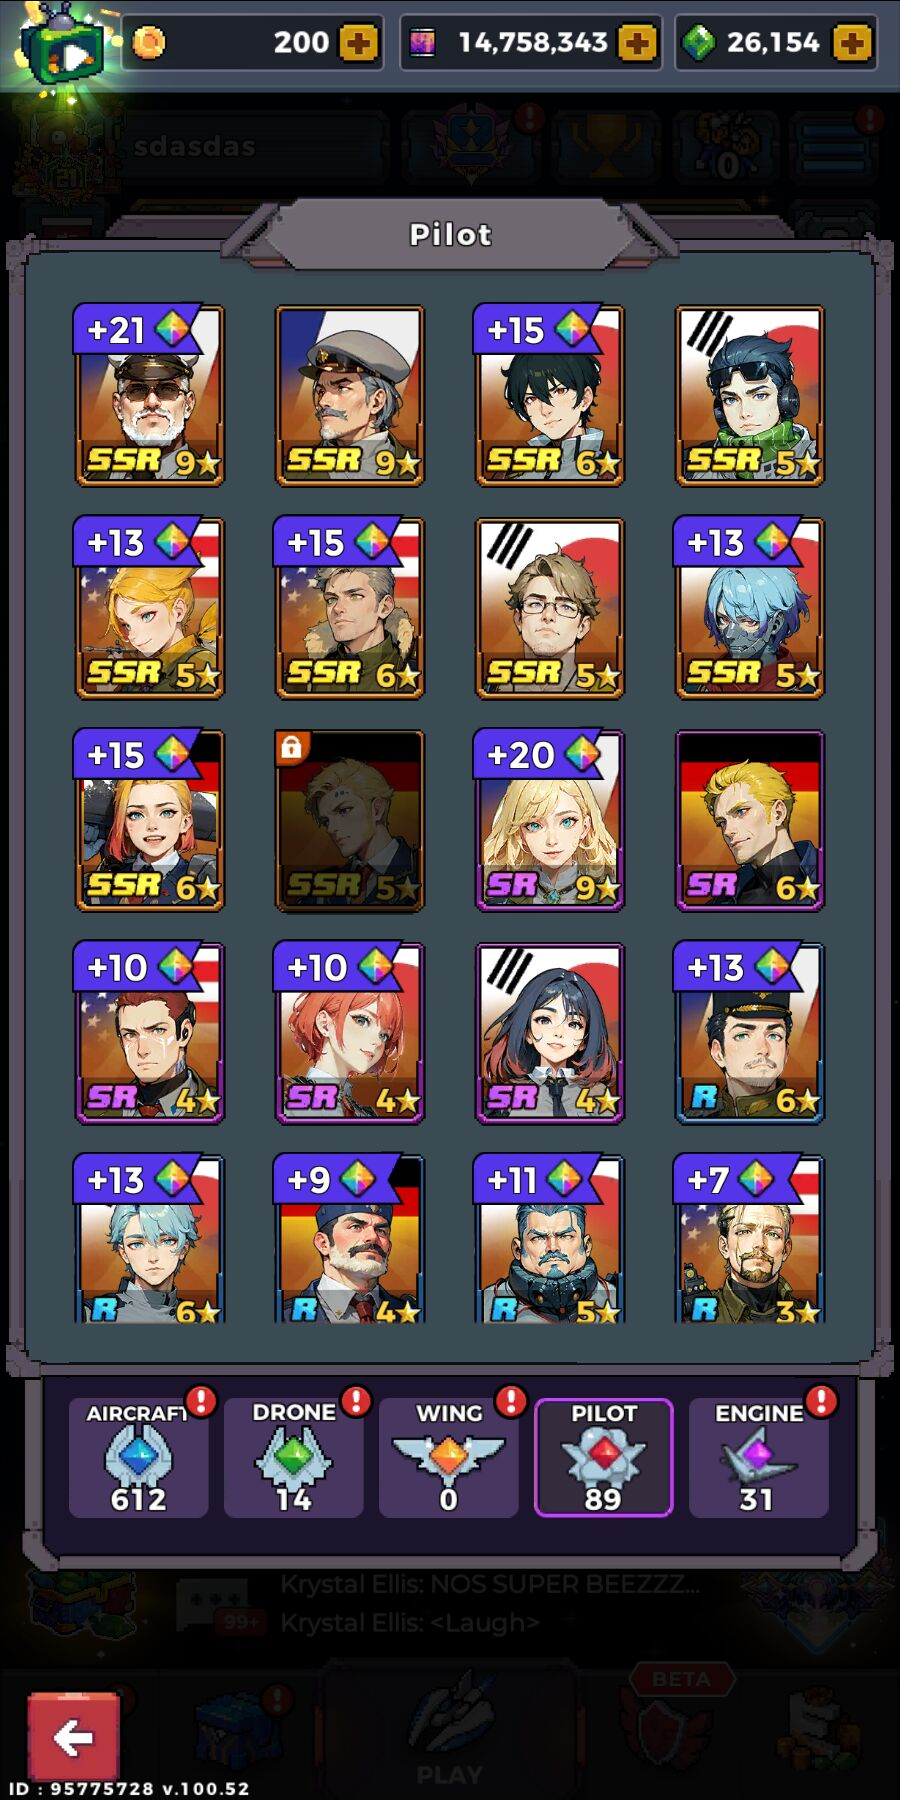 200 14,758,343 26,154
sdasdas
21
0
Pilot
+21 +15
SSR 9 SSR 9 SSR 6 SSR 5
+13 +15 +13
SSR 5 SSR 6 SSR 5 SSR 5
+15 +20
SSR 6 SSR 5 SR 9 SR 6
+10 +10 +13
SR 4 SR 4 SR 4 R 6
+13 +9 +11 +7
R 6 R 4 R 5 R 3
AIRCRAFT DRONE WING PILOT ENGINE
612 14 0 89 31
Krystal Ellis: NOS SUPER BEEZZZ...
99+
Krystal Ellis: <Laugh>
BETA
PLAY
ID : 95775728 v.100.52